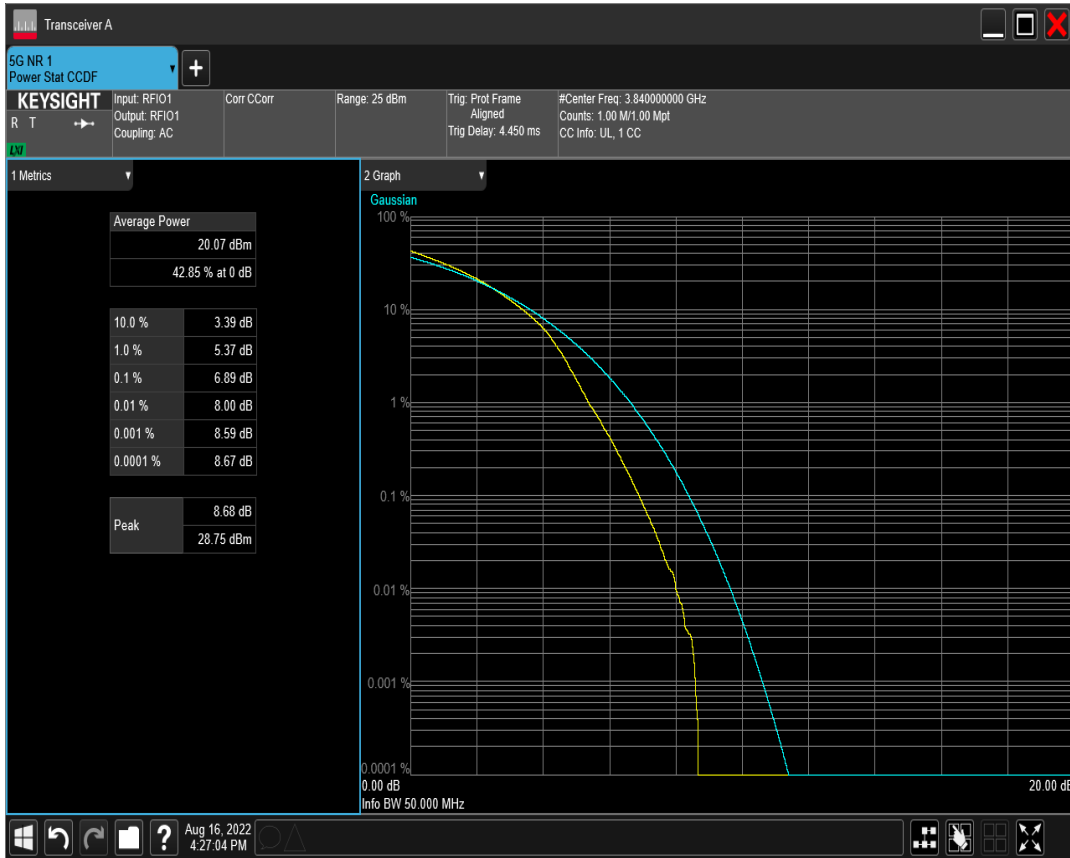 Transceiver A
5G NR 1
Power Stat CCDF
+
KEYSIGHT
R T
LXI
Input: RFIO1
Output: RFIO1
Coupling: AC
Corr CCorr
Range: 25 dBm
Trig: Prot Frame
Aligned
Trig Delay: 4.450 ms
#Center Freq: 3.840000000 GHz
Counts: 1.00 M/1.00 Mpt
CC Info: UL, 1 CC
1 Metrics
Average Power
20.07 dBm
42.85 % at 0 dB
10.0 % 3.39 dB
1.0 % 5.37 dB
0.1 % 6.89 dB
0.01 % 8.00 dB
0.001 % 8.59 dB
0.0001 % 8.67 dB
Peak 8.68 dB
28.75 dBm
2 Graph
Gaussian
100 %
10 %
1 %
0.1 %
0.01 %
0.001 %
0.0001 %
0.00 dB 20.00 dB
Info BW 50.000 MHz
?
Aug 16, 2022
4:27:04 PM